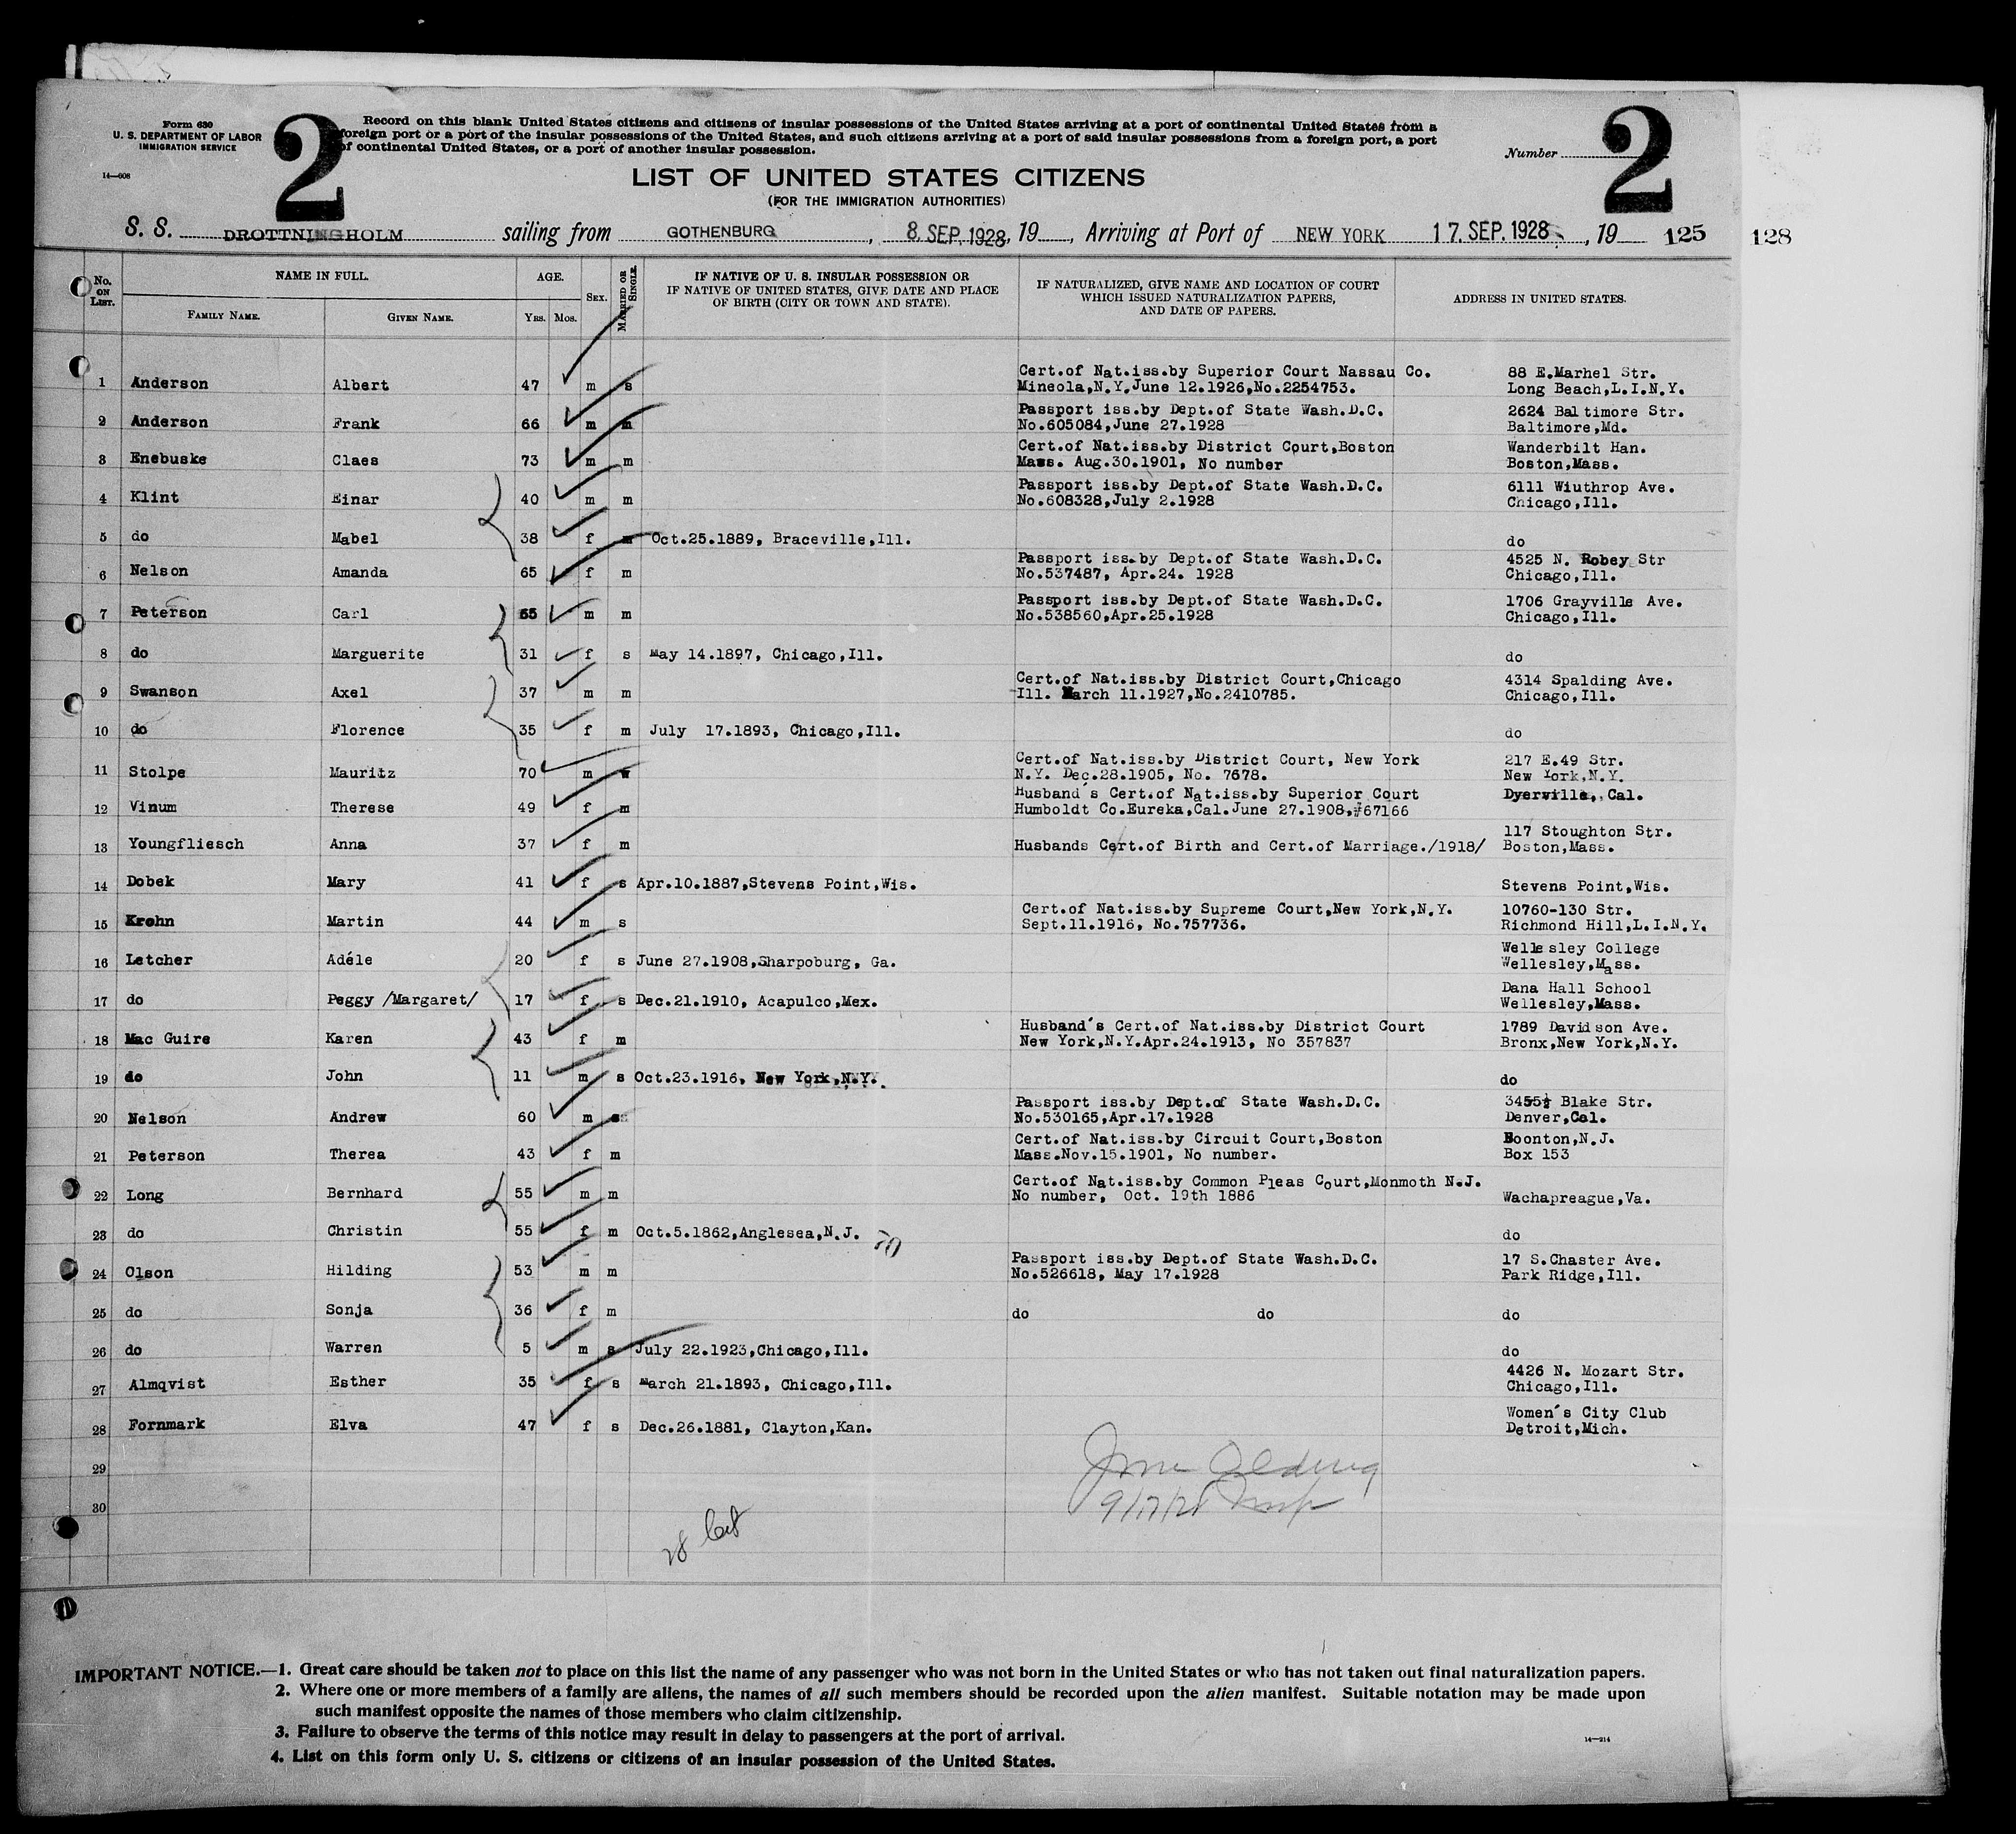 Form 630
U. S. DEPARTMENT OF LABOR
IMMIGRATION SERVICE
14—608
2
Record on this blank United States citizens and citizens of insular possessions of the United States arriving at a port of continental United States from a
foreign port or a port of the insular possessions of the United States, and such citizens arriving at a port of said insular possessions from a foreign port, a port
of continental United States, or a port of another insular possession.
Number
2
LIST OF UNITED STATES CITIZENS
(FOR THE IMMIGRATION AUTHORITIES)
S. S. DROTTNINGHOLM sailing from GOTHENBURG, 8. SEP. 1928, 19, Arriving at Port of NEW YORK 17. SEP. 1928, 19 125 128
No. ON LIST. NAME IN FULL. FAMILY NAME. GIVEN NAME. AGE. YRS. MOS. SEX. MARRIED OR SINGLE. IF NATIVE OF U. S. INSULAR POSSESSION OR IF NATIVE OF UNITED STATES, GIVE DATE AND PLACE OF BIRTH (CITY OR TOWN AND STATE). IF NATURALIZED, GIVE NAME AND LOCATION OF COURT WHICH ISSUED NATURALIZATION PAPERS, AND DATE OF PAPERS. ADDRESS IN UNITED STATES.
1 Anderson Albert 47 m s Cert.of Nat.iss.by Superior Court Nassau Co. 88 E.Marhel Str.
Mineola,N.Y.June 12.1926,No.2254753. Long Beach,L.I.N.Y.
2 Anderson Frank 66 m m Passport iss.by Dept.of State Wash.D.C. 2624 Baltimore Str.
No.605084,June 27.1928 Baltimore,Md.
3 Enebuske Claes 73 m m Cert.of Nat.iss.by District Court,Boston Wanderbilt Han.
Mass. Aug.30.1901, No number Boston,Mass.
4 Klint Einar 40 m m Passport iss.by Dept.of State Wash.D.C. 6111 Wiuthrop Ave.
No.608328,July 2.1928 Chicago,Ill.
5 do Mabel 38 f m Oct.25.1889, Braceville,Ill. do
6 Nelson Amanda 65 f m Passport iss.by Dept.of State Wash.D.C. 4525 N. Robey Str
No.537487, Apr.24. 1928 Chicago,Ill.
7 Peterson Carl 65 m m Passport iss.by Dept.of State Wash.D.C. 1706 Grayville Ave.
No.538560,Apr.25.1928 Chicago,Ill.
8 do Marguerite 31 f s May 14.1897, Chicago,Ill. do
9 Swanson Axel 37 m m Cert.of Nat.iss.by District Court,Chicago 4314 Spalding Ave.
Ill. March 11.1927,No.2410785. Chicago,Ill.
10 do Florence 35 f m July 17.1893, Chicago,Ill. do
11 Stolpe Mauritz 70 m w Cert.of Nat.iss.by District Court, New York 217 E.49 Str.
N.Y. Dec.28.1905, No. 7678. New York,N.Y.
12 Vinum Therese 49 f m Husband's Cert.of Nat.iss.by Superior Court Dyerville, Cal.
Humboldt Co.Eureka,Cal.June 27.1908,#67166
13 Youngfliesch Anna 37 f m Husbands Cert.of Birth and Cert.of Marriage./1918/ 117 Stoughton Str.
Boston,Mass.
14 Dobek Mary 41 f s Apr.10.1887,Stevens Point,Wis. Stevens Point,Wis.
15 Krohn Martin 44 m s Cert.of Nat.iss.by Supreme Court,New York,N.Y. 10760-130 Str.
Sept.11.1916, No.757736. Richmond Hill,L.I.N.Y.
16 Letcher Adéle 20 f s June 27.1908,Sharpoburg, Ga. Wellesley College
Wellesley,Mass.
17 do Peggy /Margaret/ 17 f s Dec.21.1910, Acapulco,Mex. Dana Hall School
Wellesley,Mass.
18 Mac Guire Karen 43 f m Husband's Cert.of Nat.iss.by District Court 1789 Davidson Ave.
New York,N.Y.Apr.24.1913, No 357837 Bronx,New York,N.Y.
19 do John 11 m s Oct.23.1916, New York,N.Y. do
20 Nelson Andrew 60 m s Passport iss.by Dept.of State Wash.D.C. 3455½ Blake Str.
No.530165,Apr.17.1928 Denver,Col.
21 Peterson Therea 43 f m Cert.of Nat.iss.by Circuit Court,Boston Boonton,N.J.
Mass.Nov.15.1901, No number. Box 153
22 Long Bernhard 55 m m Cert.of Nat.iss.by Common Pleas Court,Monmoth N.J.
No number, Oct. 19th 1886 Wachapreague,Va.
23 do Christin 55 f m Oct.5.1862,Anglesea,N.J. do
24 Olson Hilding 53 m m Passport iss.by Dept.of State Wash.D.C. 17 S.Chaster Ave.
No.526618, May 17.1928 Park Ridge,Ill.
25 do Sonja 36 f m do do do
26 do Warren 5 m s July 22.1923,Chicago,Ill. do
27 Almqvist Esther 35 f s March 21.1893, Chicago,Ill. 4426 N. Mozart Str.
Chicago,Ill.
28 Fornmark Elva 47 f s Dec.26.1881, Clayton,Kan. Women's City Club
Detroit,Mich.
29
30
9/17/28 Insp
28
IMPORTANT NOTICE.—1. Great care should be taken not to place on this list the name of any passenger who was not born in the United States or who has not taken out final naturalization papers.
2. Where one or more members of a family are aliens, the names of all such members should be recorded upon the alien manifest. Suitable notation may be made upon
such manifest opposite the names of those members who claim citizenship.
3. Failure to observe the terms of this notice may result in delay to passengers at the port of arrival.
4. List on this form only U. S. citizens or citizens of an insular possession of the United States.
14—214